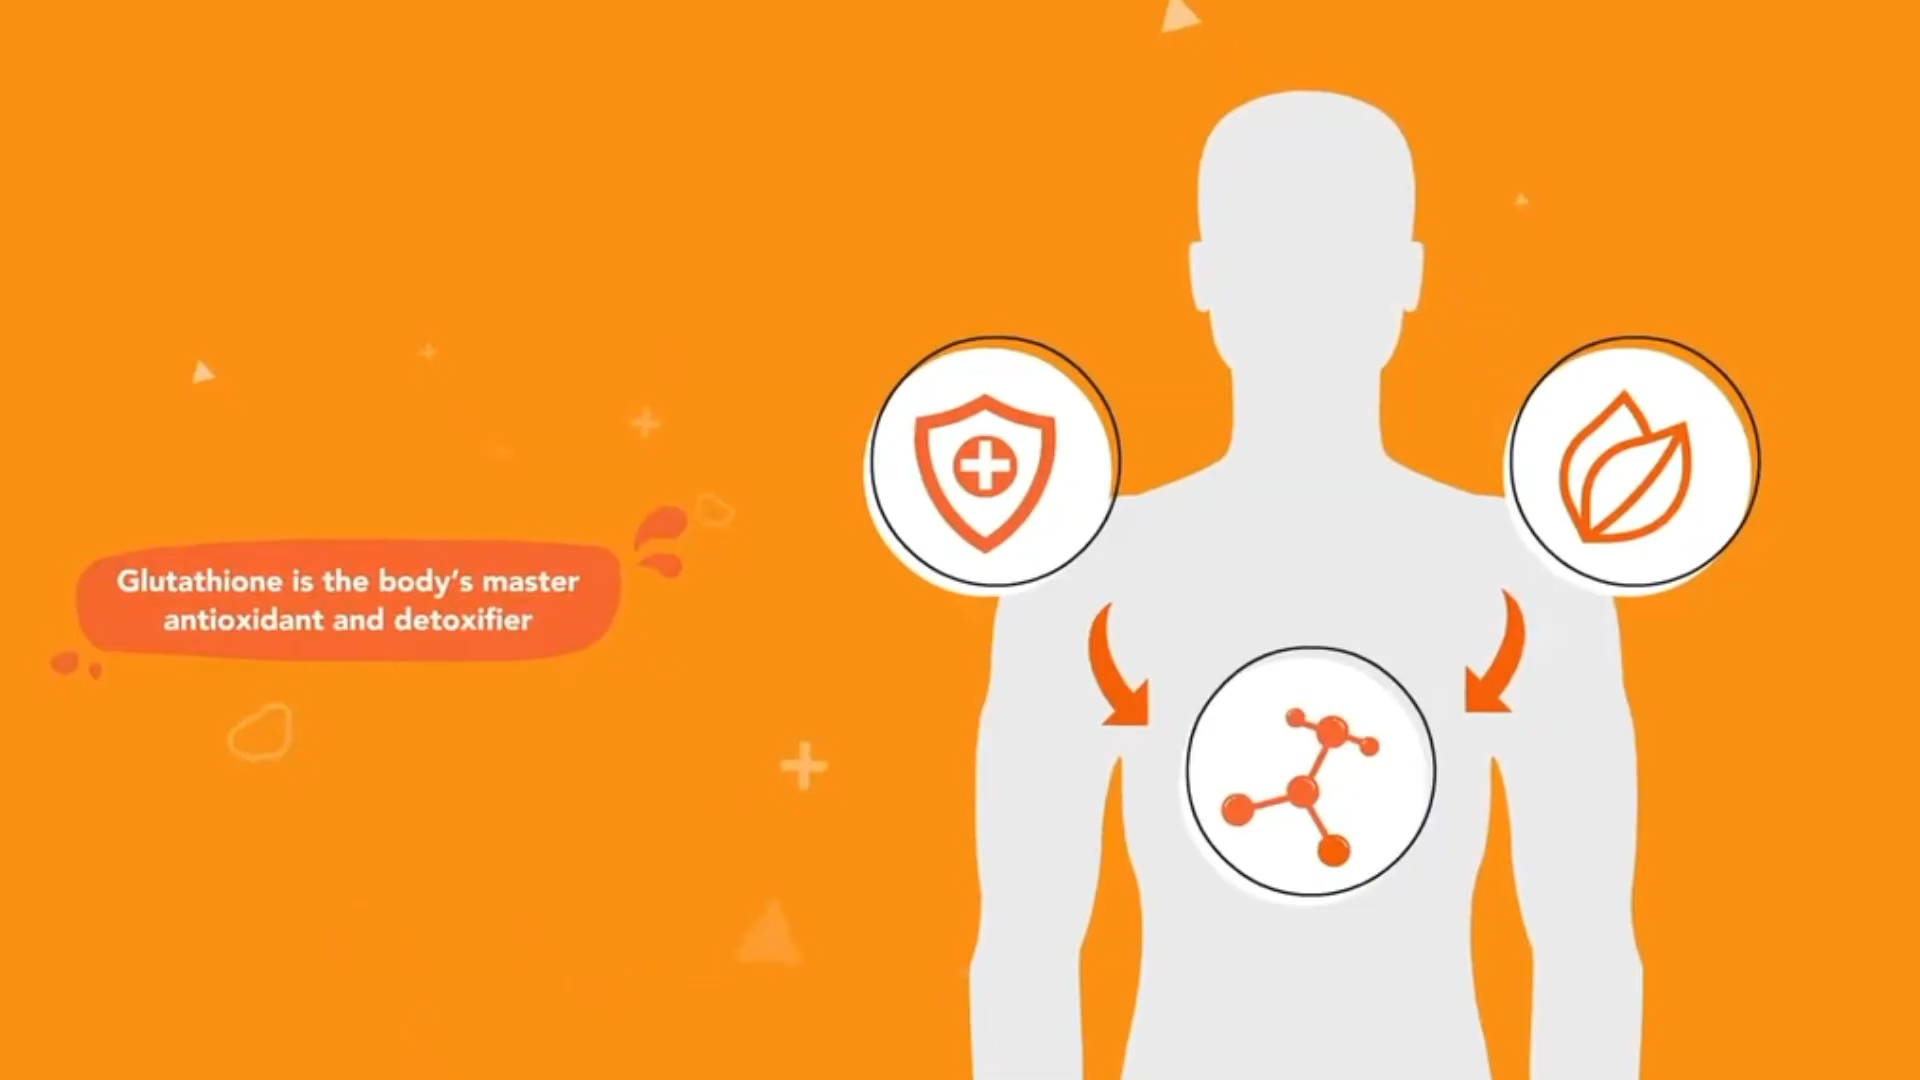 Glutathione is the body’s master
antioxidant and detoxifier